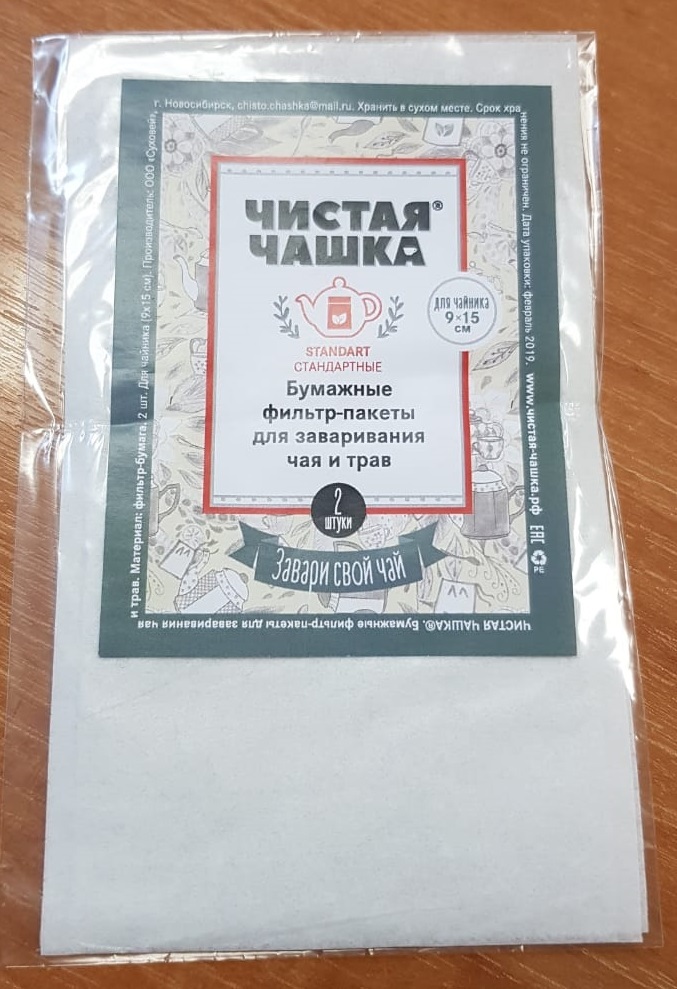 ЧИСТАЯ®
ЧАШКА
для чайника
9×15
см
STANDART
СТАНДАРТНЫЕ
Бумажные
фильтр-пакеты
для заваривания
чая и трав
2
штуки
Завари свой чай
ЧИСТАЯ ЧАШКА®. Бумажные фильтр-пакеты для заваривания чая
и трав. Материал: фильтр-бумага. 2 шт. Для чайника (9х15 см). Производитель: ООО «Суховей»,
г. Новосибирск, chisto.chashka@mail.ru. Хранить в сухом месте. Срок хра
нения не ограничен. Дата упаковки: февраль 2019. www.чистая-чашка.рф EAC